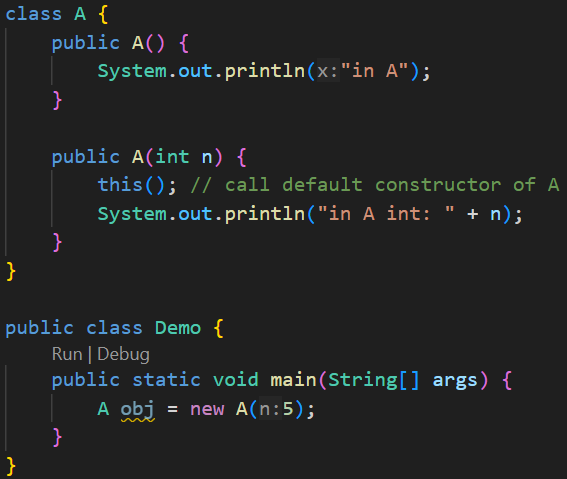 class A {
    public A() {
        System.out.println(x:"in A");
    }

    public A(int n) {
        this(); // call default constructor of A
        System.out.println("in A int: " + n);
    }
}

public class Demo {
    Run | Debug
    public static void main(String[] args) {
        A obj = new A(n:5);
    }
}